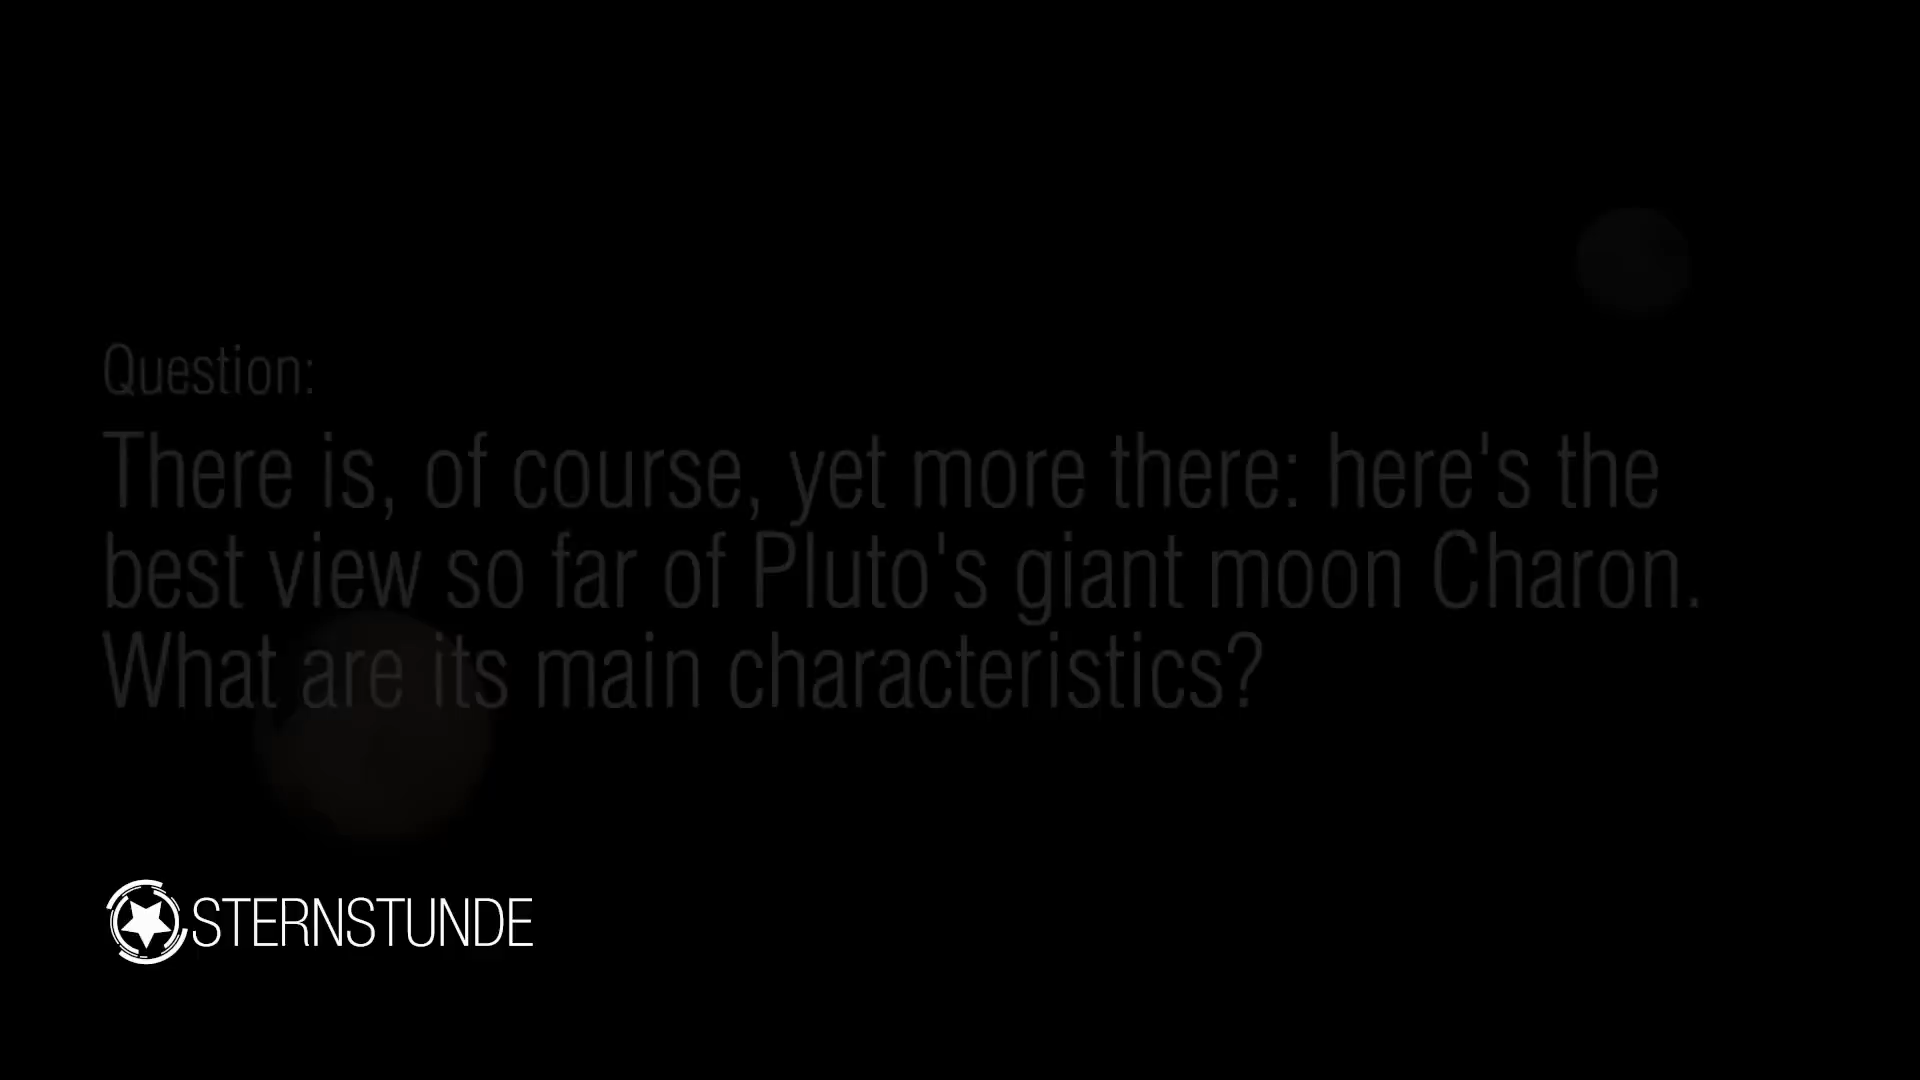 Question:
There is, of course, yet more there: here's the
best view so far of Pluto's giant moon Charon.
What are its main characteristics?
STERNSTUNDE